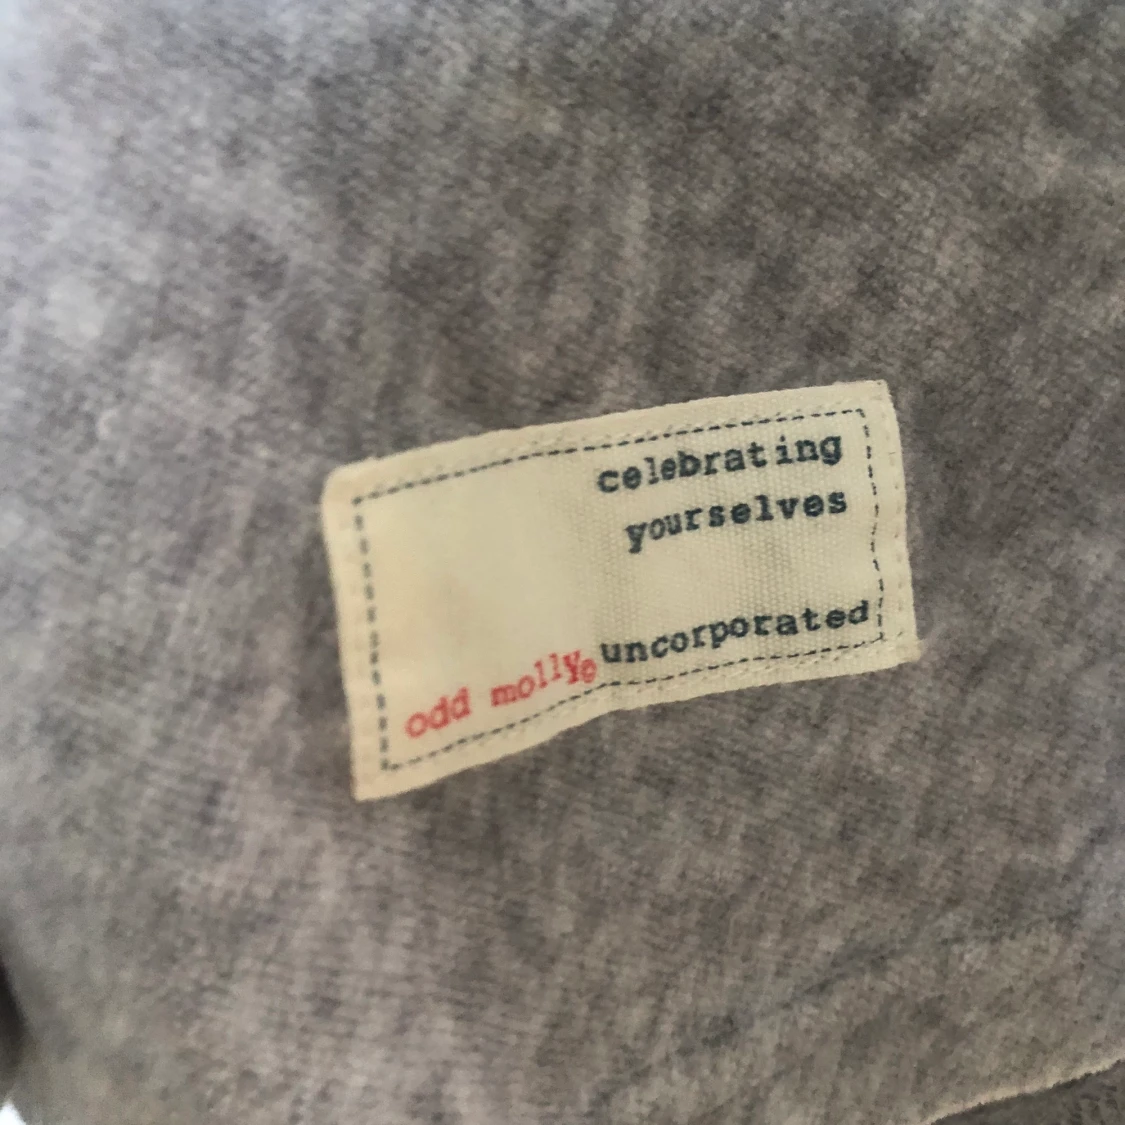 celebrating
yourselves
odd molly® uncorporated